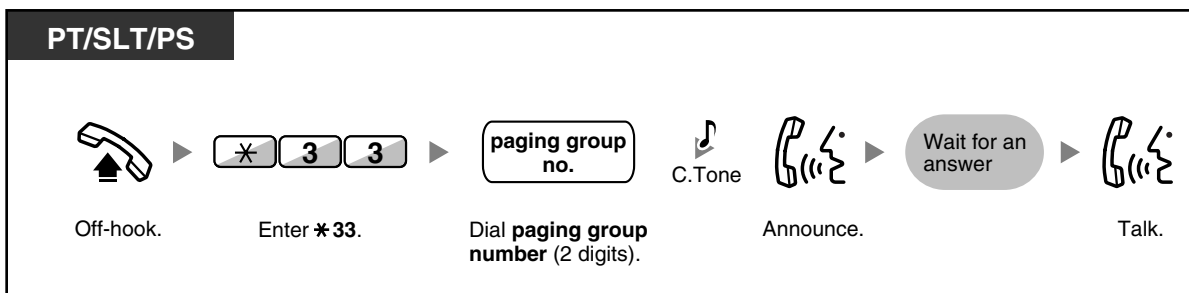 PT/SLT/PS
* 3 3
paging group
no.
C.Tone
Wait for an
answer
Off-hook.
Enter *33.
Dial paging group
number (2 digits).
Announce.
Talk.